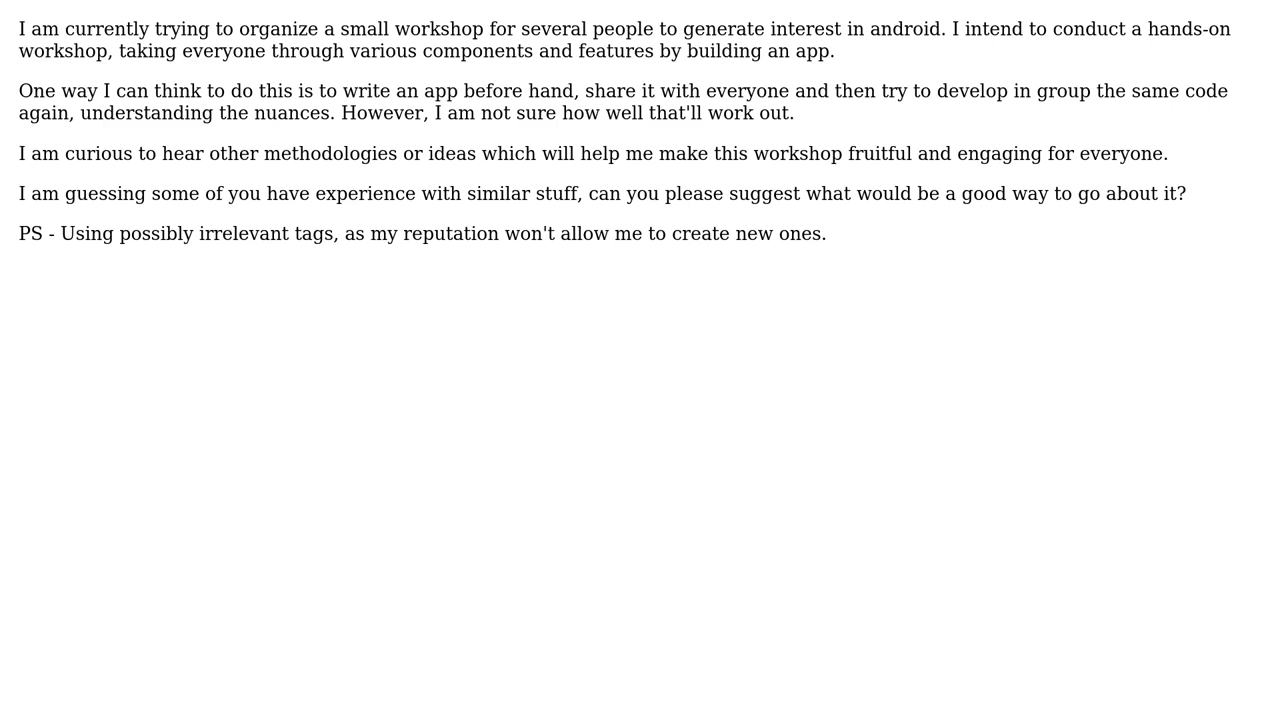 I am currently trying to organize a small workshop for several people to generate interest in android. I intend to conduct a hands-on
workshop, taking everyone through various components and features by building an app.
One way I can think to do this is to write an app before hand, share it with everyone and then try to develop in group the same code
again, understanding the nuances. However, I am not sure how well that'll work out.
I am curious to hear other methodologies or ideas which will help me make this workshop fruitful and engaging for everyone.
I am guessing some of you have experience with similar stuff, can you please suggest what would be a good way to go about it?
PS - Using possibly irrelevant tags, as my reputation won't allow me to create new ones.